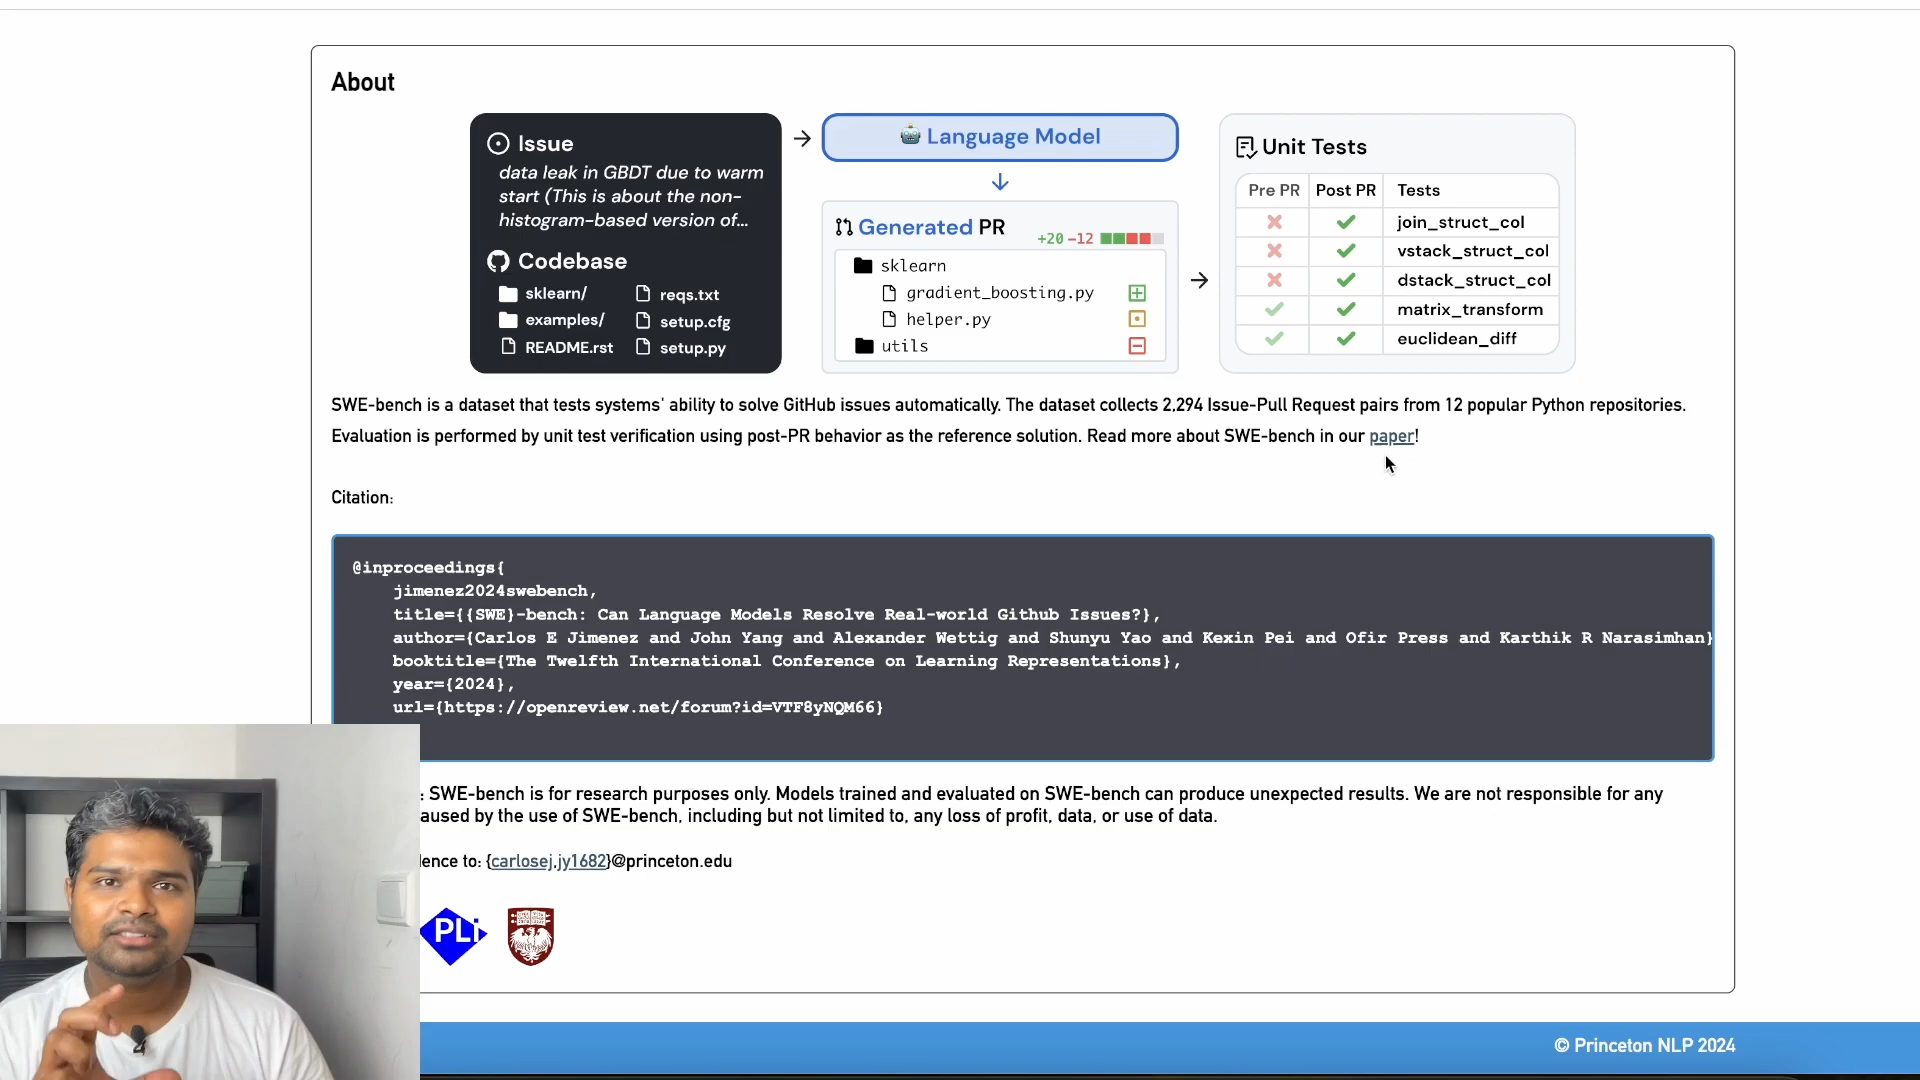 About
Issue
data leak in GBDT due to warm
start (This is about the non-
histogram-based version of...
Codebase
sklearn/
reqs.txt
examples/
setup.cfg
README.rst
setup.py
Language Model
Generated PR
+20 -12
sklearn
gradient_boosting.py
helper.py
utils
Unit Tests
Pre PR Post PR Tests
join_struct_col
vstack_struct_col
dstack_struct_col
matrix_transform
euclidean_diff
SWE-bench is a dataset that tests systems' ability to solve GitHub issues automatically. The dataset collects 2,294 Issue-Pull Request pairs from 12 popular Python repositories.
Evaluation is performed by unit test verification using post-PR behavior as the reference solution. Read more about SWE-bench in our paper!
Citation:
@inproceedings{
jimenez2024swebench,
title={{SWE}-bench: Can Language Models Resolve Real-world Github Issues?},
author={Carlos E Jimenez and John Yang and Alexander Wettig and Shunyu Yao and Kexin Pei and Ofir Press and Karthik R Narasimhan}
booktitle={The Twelfth International Conference on Learning Representations},
year={2024},
url={https://openreview.net/forum?id=VTF8yNQM66}
: SWE-bench is for research purposes only. Models trained and evaluated on SWE-bench can produce unexpected results. We are not responsible for any
aused by the use of SWE-bench, including but not limited to, any loss of profit, data, or use of data.
lence to: {carlosej,jy1682}@princeton.edu
PLi
© Princeton NLP 2024